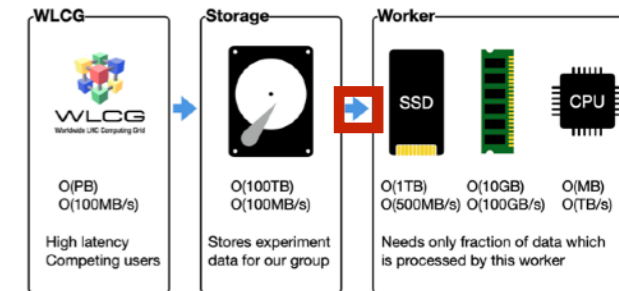 WLCG
Storage
Worker
WLCG
Worldwide LHC Computing Grid
SSD
CPU
O(PB)
O(100MB/s)
O(100TB)
O(100MB/s)
O(1TB)
O(500MB/s)
O(10GB)
O(100GB/s)
O(MB)
O(TB/s)
High latency
Competing users
Stores experiment
data for our group
Needs only fraction of data which
is processed by this worker